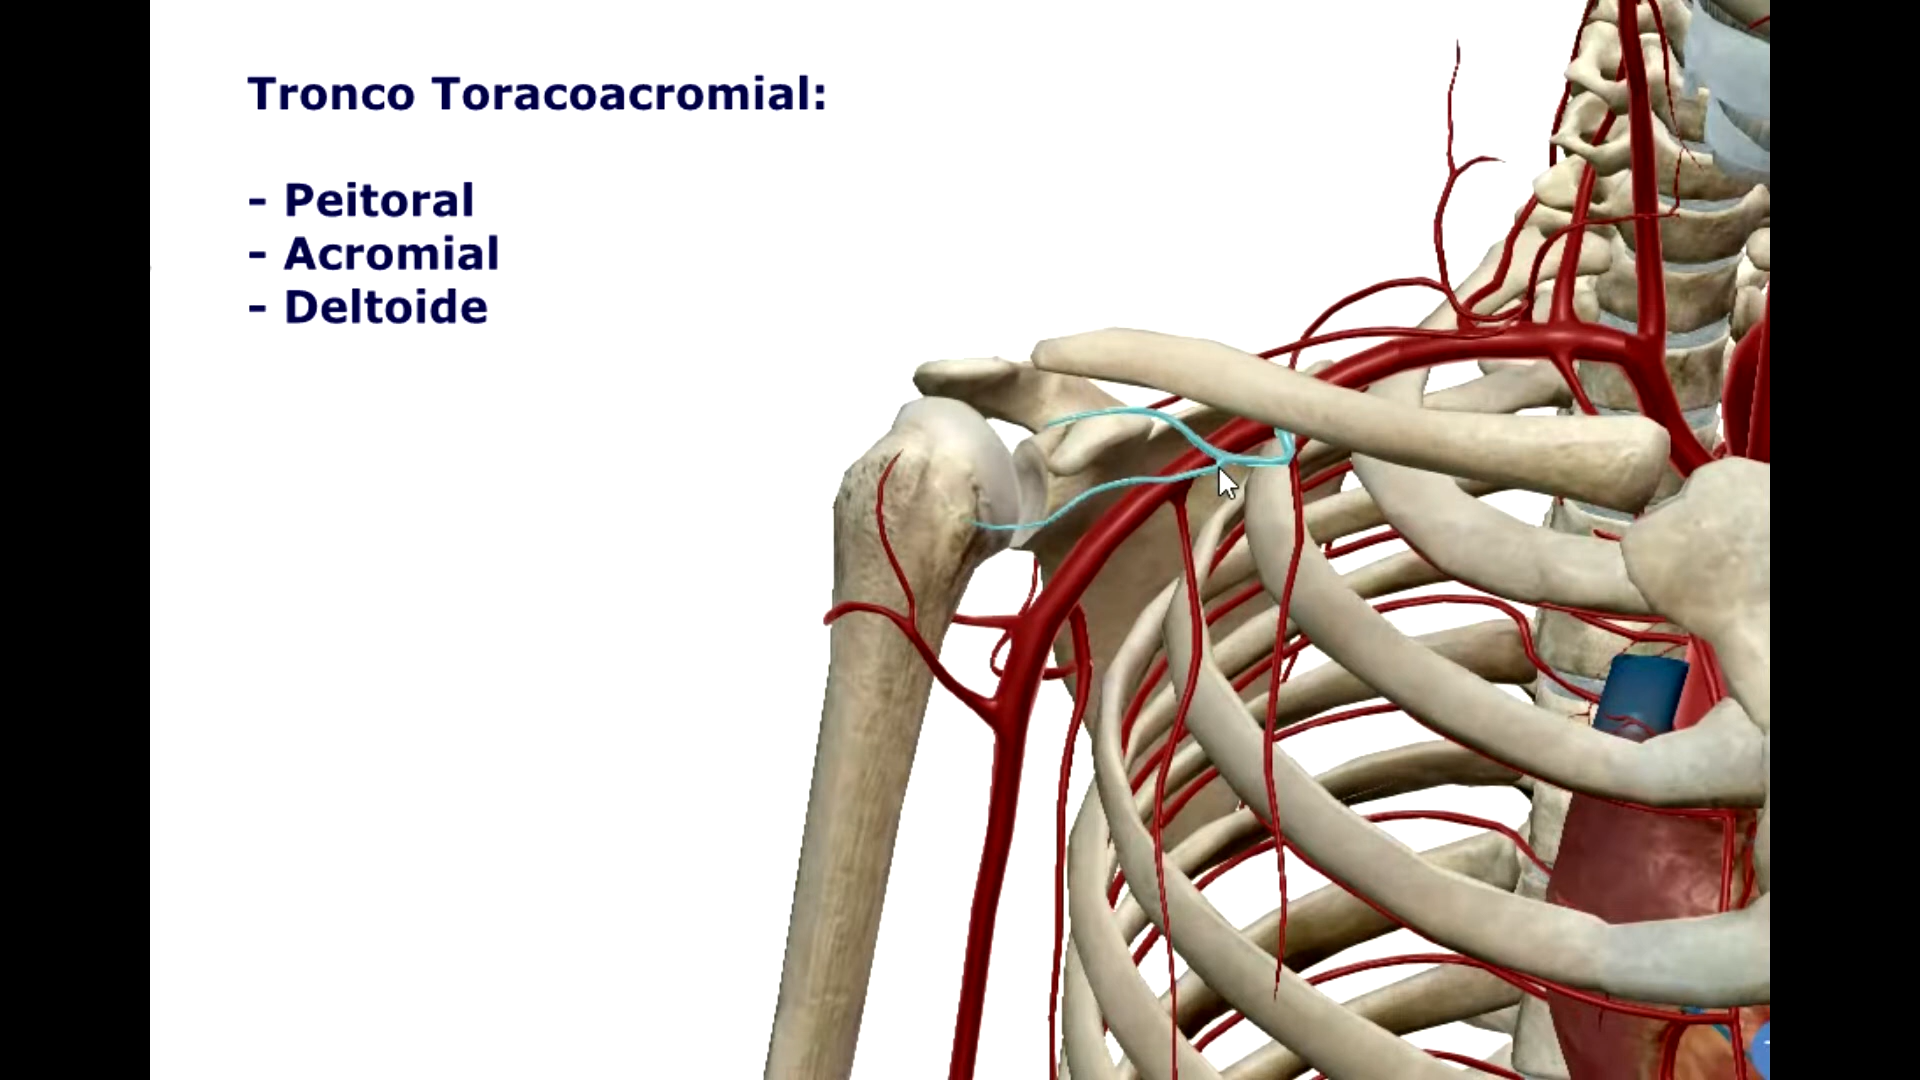 Tronco Toracoacromial:
- Peitoral
- Acromial
- Deltoide